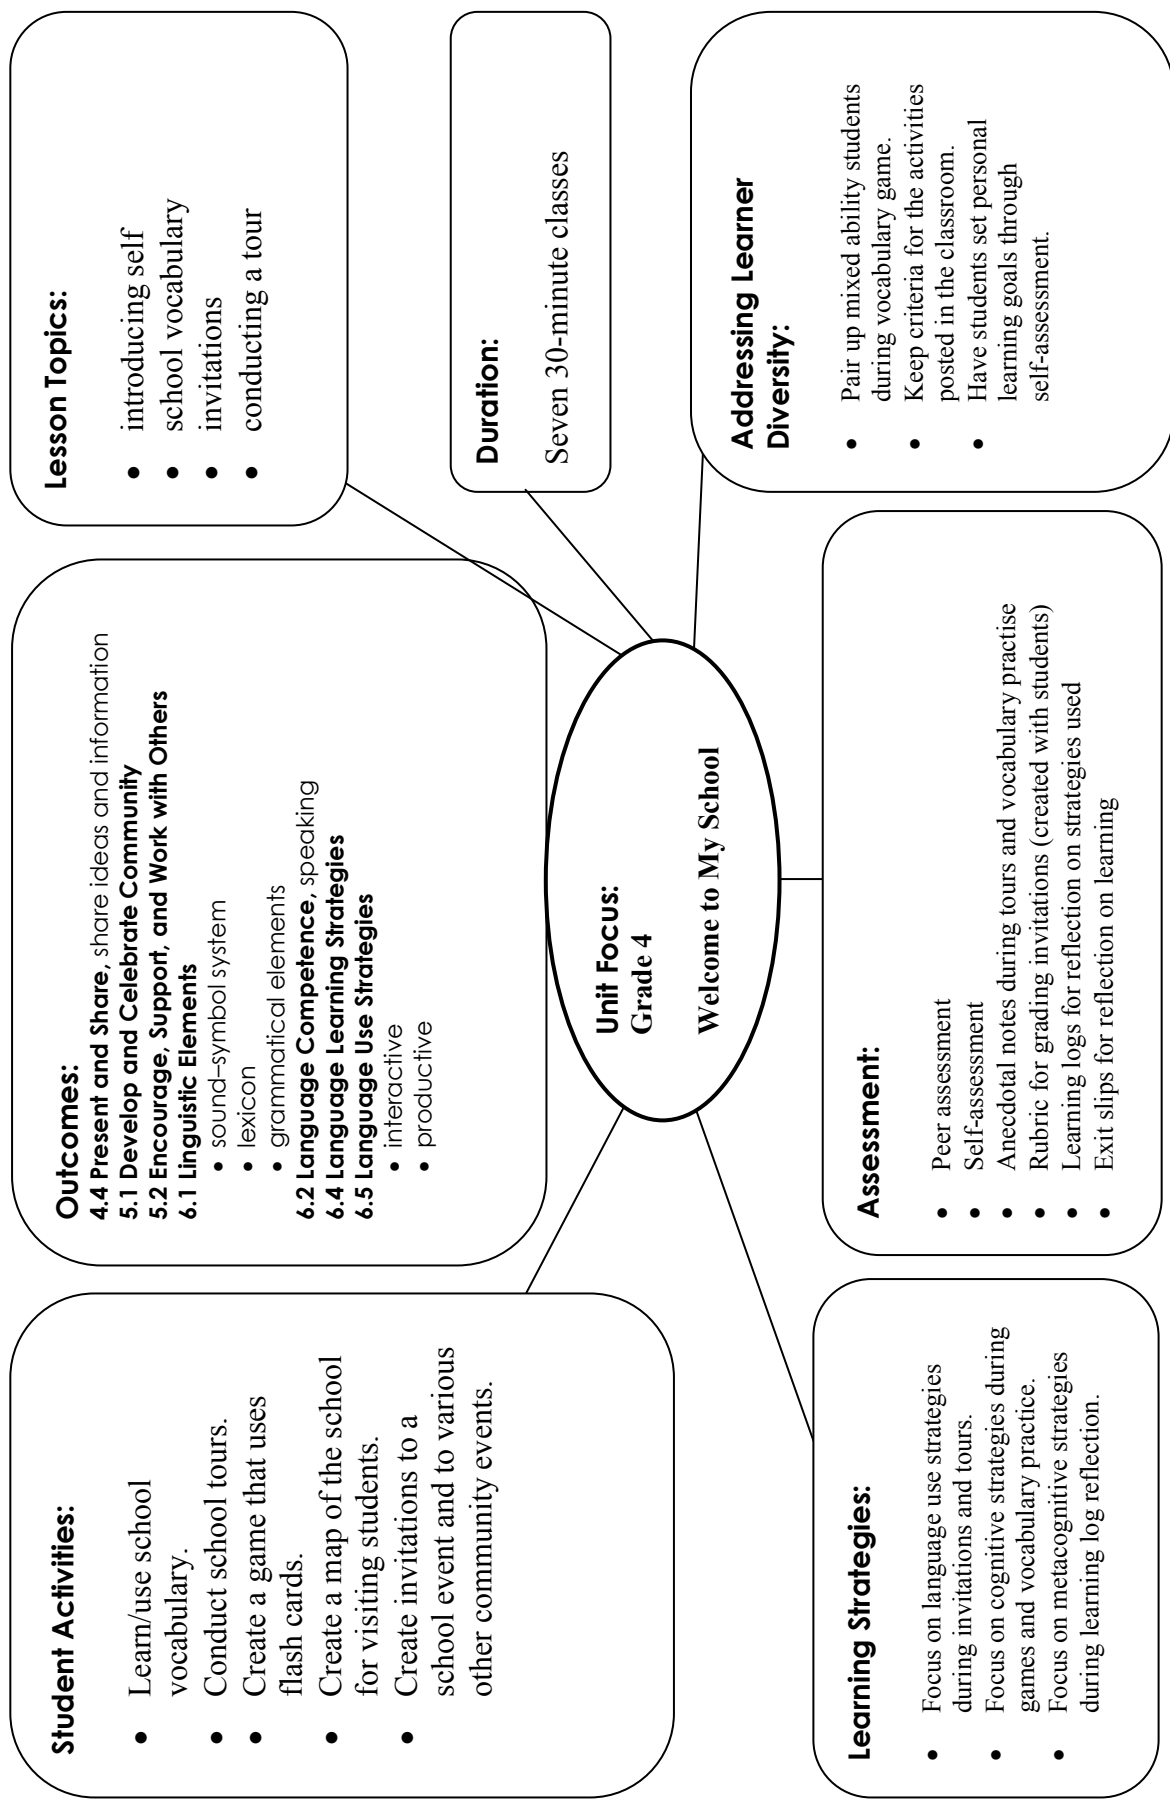 Student Activities:
• Learn/use school
vocabulary.
• Conduct school tours.
• Create a game that uses
flash cards.
• Create a map of the school
for visiting students.
• Create invitations to a
school event and to various
other community events.
Outcomes:
4.4 Present and Share, share ideas and information
5.1 Develop and Celebrate Community
5.2 Encourage, Support, and Work with Others
6.1 Linguistic Elements
• sound–symbol system
• lexicon
• grammatical elements
6.2 Language Competence, speaking
6.4 Language Learning Strategies
6.5 Language Use Strategies
• interactive
• productive
Lesson Topics:
• introducing self
• school vocabulary
• invitations
• conducting a tour
Duration:
Seven 30-minute classes
Unit Focus:
Grade 4
Welcome to My School
Learning Strategies:
• Focus on language use strategies
during invitations and tours.
• Focus on cognitive strategies during
games and vocabulary practice.
• Focus on metacognitive strategies
during learning log reflection.
Assessment:
• Peer assessment
• Self-assessment
• Anecdotal notes during tours and vocabulary practise
• Rubric for grading invitations (created with students)
• Learning logs for reflection on strategies used
• Exit slips for reflection on learning
Addressing Learner
Diversity:
• Pair up mixed ability students
during vocabulary game.
• Keep criteria for the activities
posted in the classroom.
• Have students set personal
learning goals through
self-assessment.